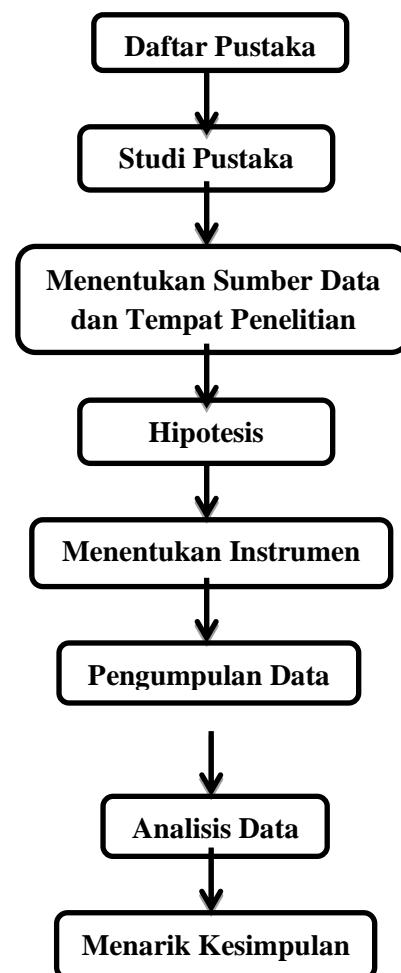 Daftar Pustaka
Studi Pustaka
Menentukan Sumber Data
dan Tempat Penelitian
Hipotesis
Menentukan Instrumen
Pengumpulan Data
Analisis Data
Menarik Kesimpulan